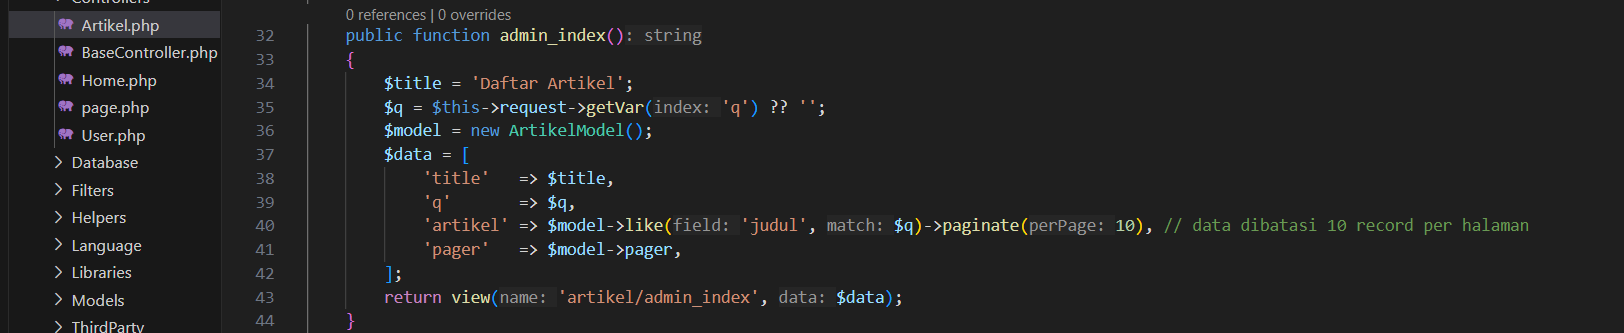 Controllers
Artikel.php
BaseController.php
Home.php
page.php
User.php
Database
Filters
Helpers
Language
Libraries
Models
ThirdParty
0 references | 0 overrides
32 public function admin_index(): string
33 {
34 $title = 'Daftar Artikel';
35 $q = $this->request->getVar(index: 'q') ?? '';
36 $model = new ArtikelModel();
37 $data = [
38 'title' => $title,
39 'q' => $q,
40 'artikel' => $model->like(field: 'judul', match: $q)->paginate(perPage: 10), // data dibatasi 10 record per halaman
41 'pager' => $model->pager,
42 ];
43 return view(name: 'artikel/admin_index', data: $data);
44 }